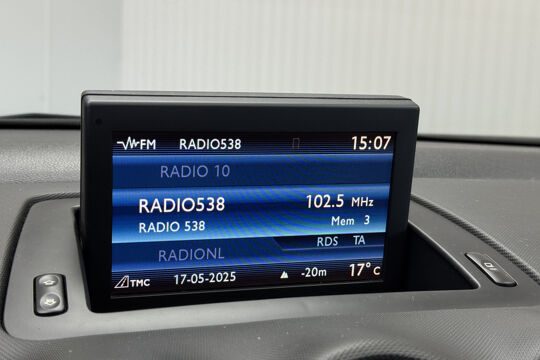 FM RADIO538 15:07
RADIO 10
RADIO538 102.5 MHz
RADIO 538 Mem 3
RDS TA
RADIONL
TMC 17-05-2025 -20m 17°C